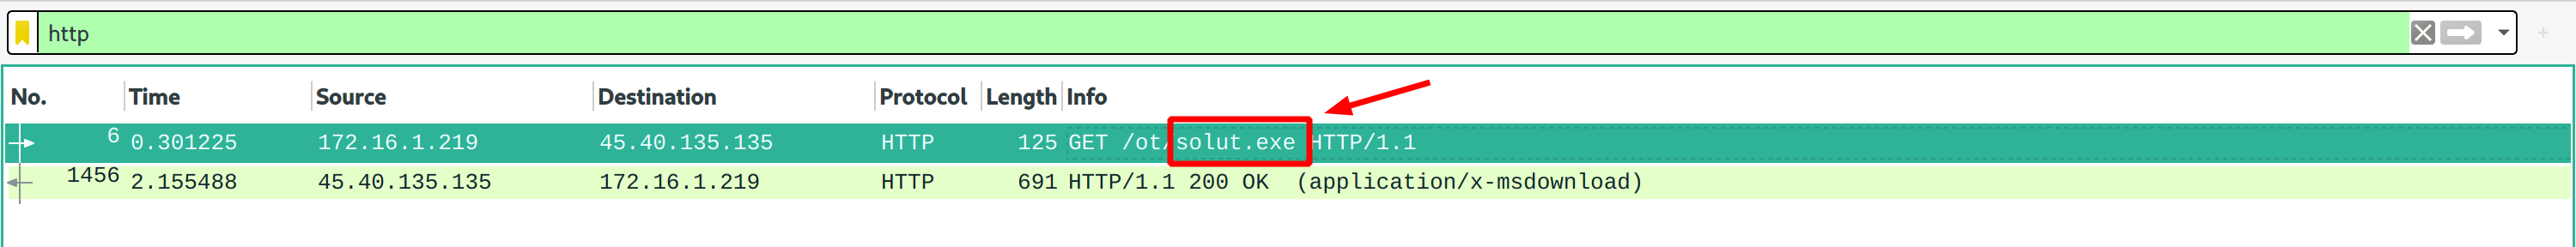 http
No. Time Source Destination Protocol Length Info
6 0.301225 172.16.1.219 45.40.135.135 HTTP 125 GET /ot/solut.exe HTTP/1.1
1456 2.155488 45.40.135.135 172.16.1.219 HTTP 691 HTTP/1.1 200 OK (application/x-msdownload)